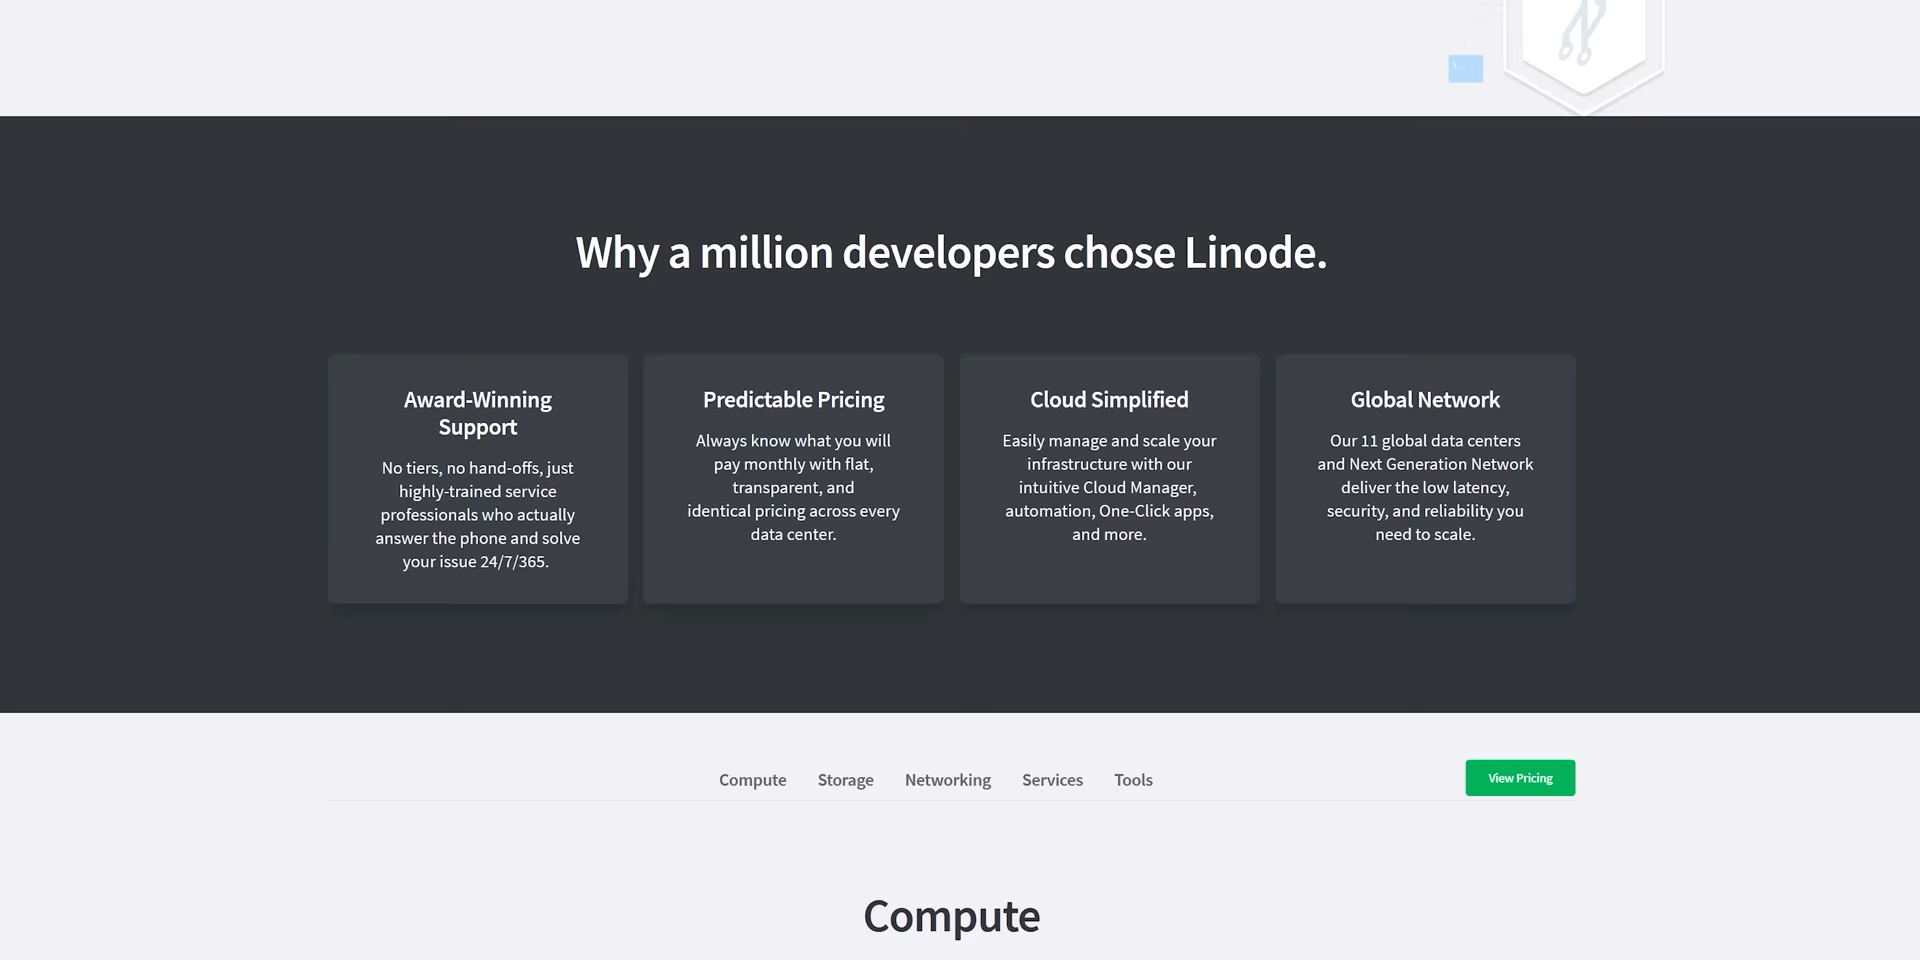 Why a million developers chose Linode.
Award-Winning
Support
No tiers, no hand-offs, just
highly-trained service
professionals who actually
answer the phone and solve
your issue 24/7/365.
Predictable Pricing
Always know what you will
pay monthly with flat,
transparent, and
identical pricing across every
data center.
Cloud Simplified
Easily manage and scale your
infrastructure with our
intuitive Cloud Manager,
automation, One-Click apps,
and more.
Global Network
Our 11 global data centers
and Next Generation Network
deliver the low latency,
security, and reliability you
need to scale.
Compute
Storage
Networking
Services
Tools
View Pricing
Compute